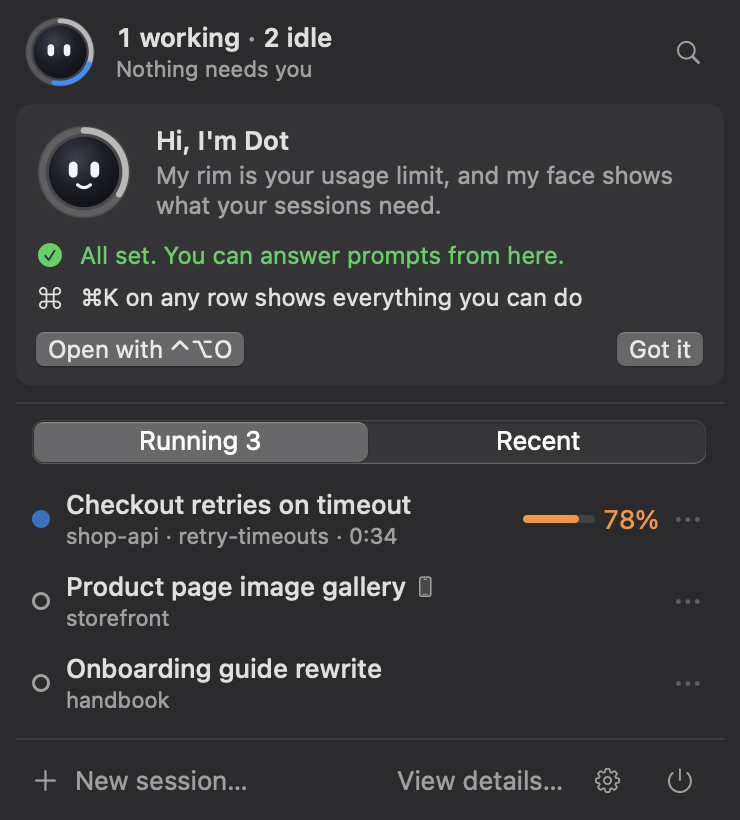 1 working · 2 idle
Nothing needs you
Hi, I'm Dot
My rim is your usage limit, and my face shows
what your sessions need.
All set. You can answer prompts from here.
⌘K on any row shows everything you can do
Open with ^⌥O
Got it
Running 3
Recent
Checkout retries on timeout
shop-api · retry-timeouts · 0:34
78%
Product page image gallery
storefront
Onboarding guide rewrite
handbook
New session...
View details...